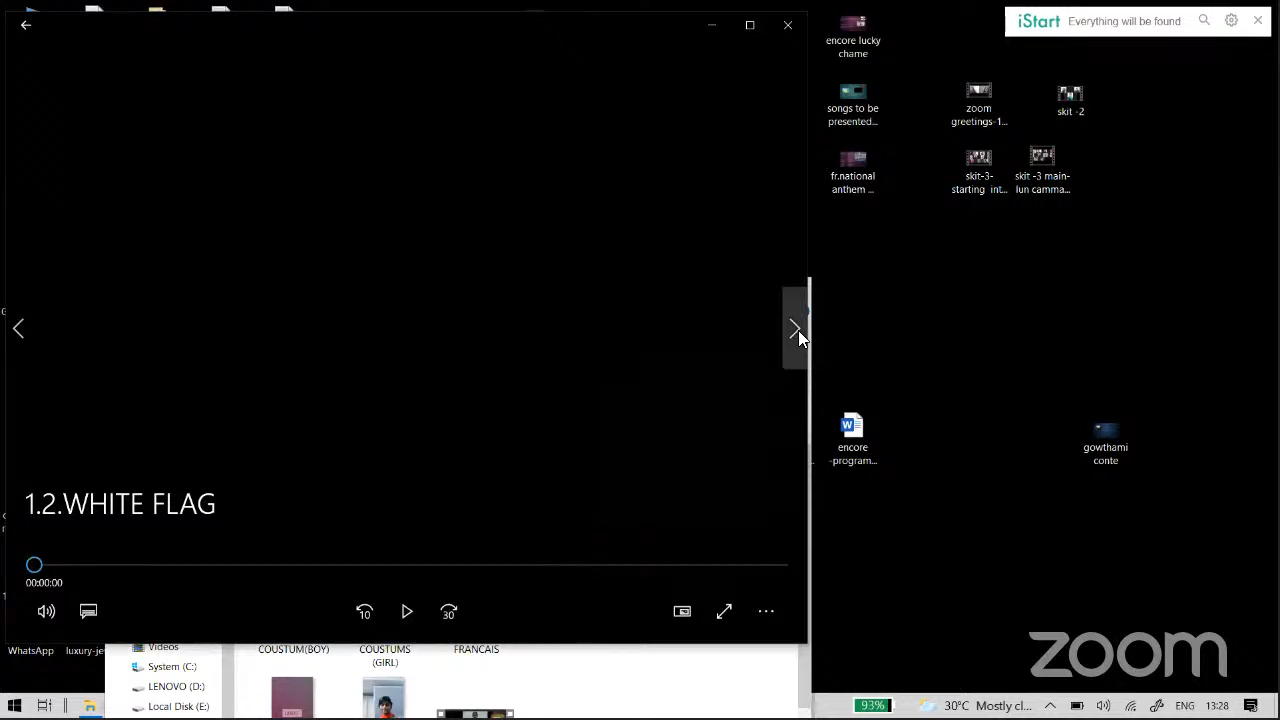 iStart Everything will be found
encore lucky
chame
songs to be
presented...
zoom
greetings-1...
skit -2
fr.national
anthem ...
skit-3-
starting int...
skit -3 main-
lun camma...
encore
-program...
gowthami
conte
1.2.WHITE FLAG
00:00:00
10
30
WhatsApp
luxury-je
Videos
System (C:)
LENOVO (D:)
Local Disk (E:)
COUSTUM(BOY)
COUSTUMS
(GIRL)
FRANCAIS
zoom
93%
30°C Mostly cl...
ENG
13:28